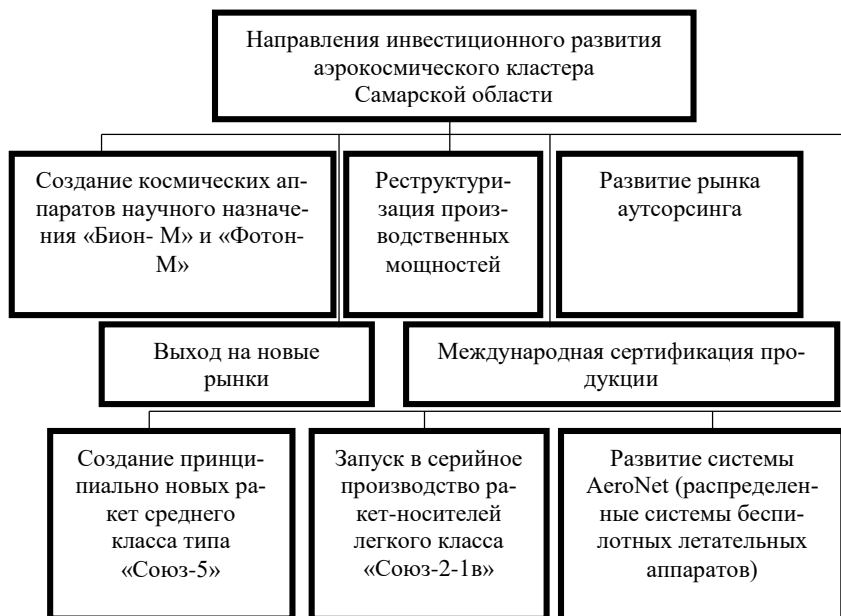 Направления инвестиционного развития
аэрокосмического кластера
Самарской области
Создание космических ап-
паратов научного назначе-
ния «Бион- М» и «Фотон-
М»
Реструктури-
зация произ-
водственных
мощностей
Развитие рынка
аутсорсинга
Выход на новые
рынки
Международная сертификация про-
дукции
Создание принци-
пиально новых ра-
кет среднего
класса типа
«Союз-5»
Запуск в серийное
производство ра-
кет-носителей
легкого класса
«Союз-2-1в»
Развитие системы
AeroNet (распределен-
ные системы беспи-
лотных летательных
аппаратов)